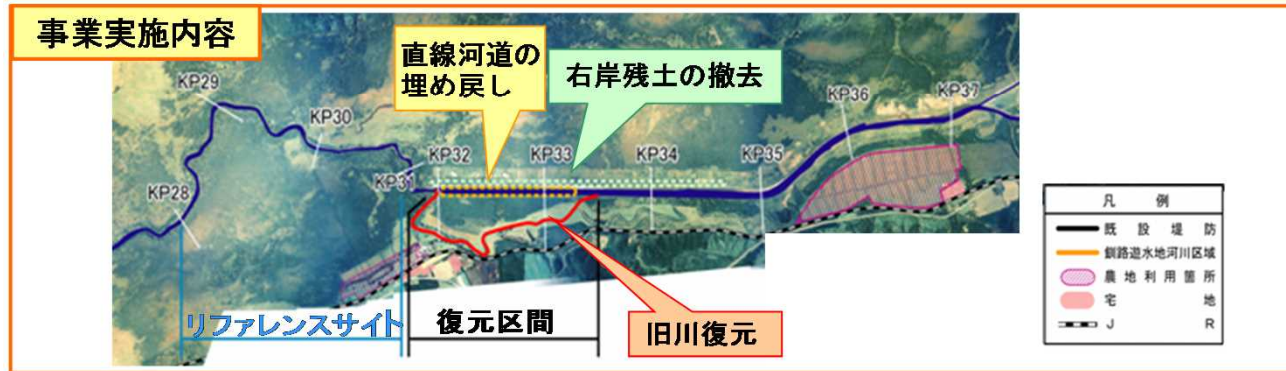 事業実施内容
直線河道の
埋め戻し
右岸残土の撤去
KP28
KP29
KP30
KP31
KP32
KP33
KP34
KP35
KP36
KP37
リファレンスサイト
復元区間
旧川復元
凡 例
既設堤防
釧路遊水地河川区域
農地利用箇所
宅 地
J R